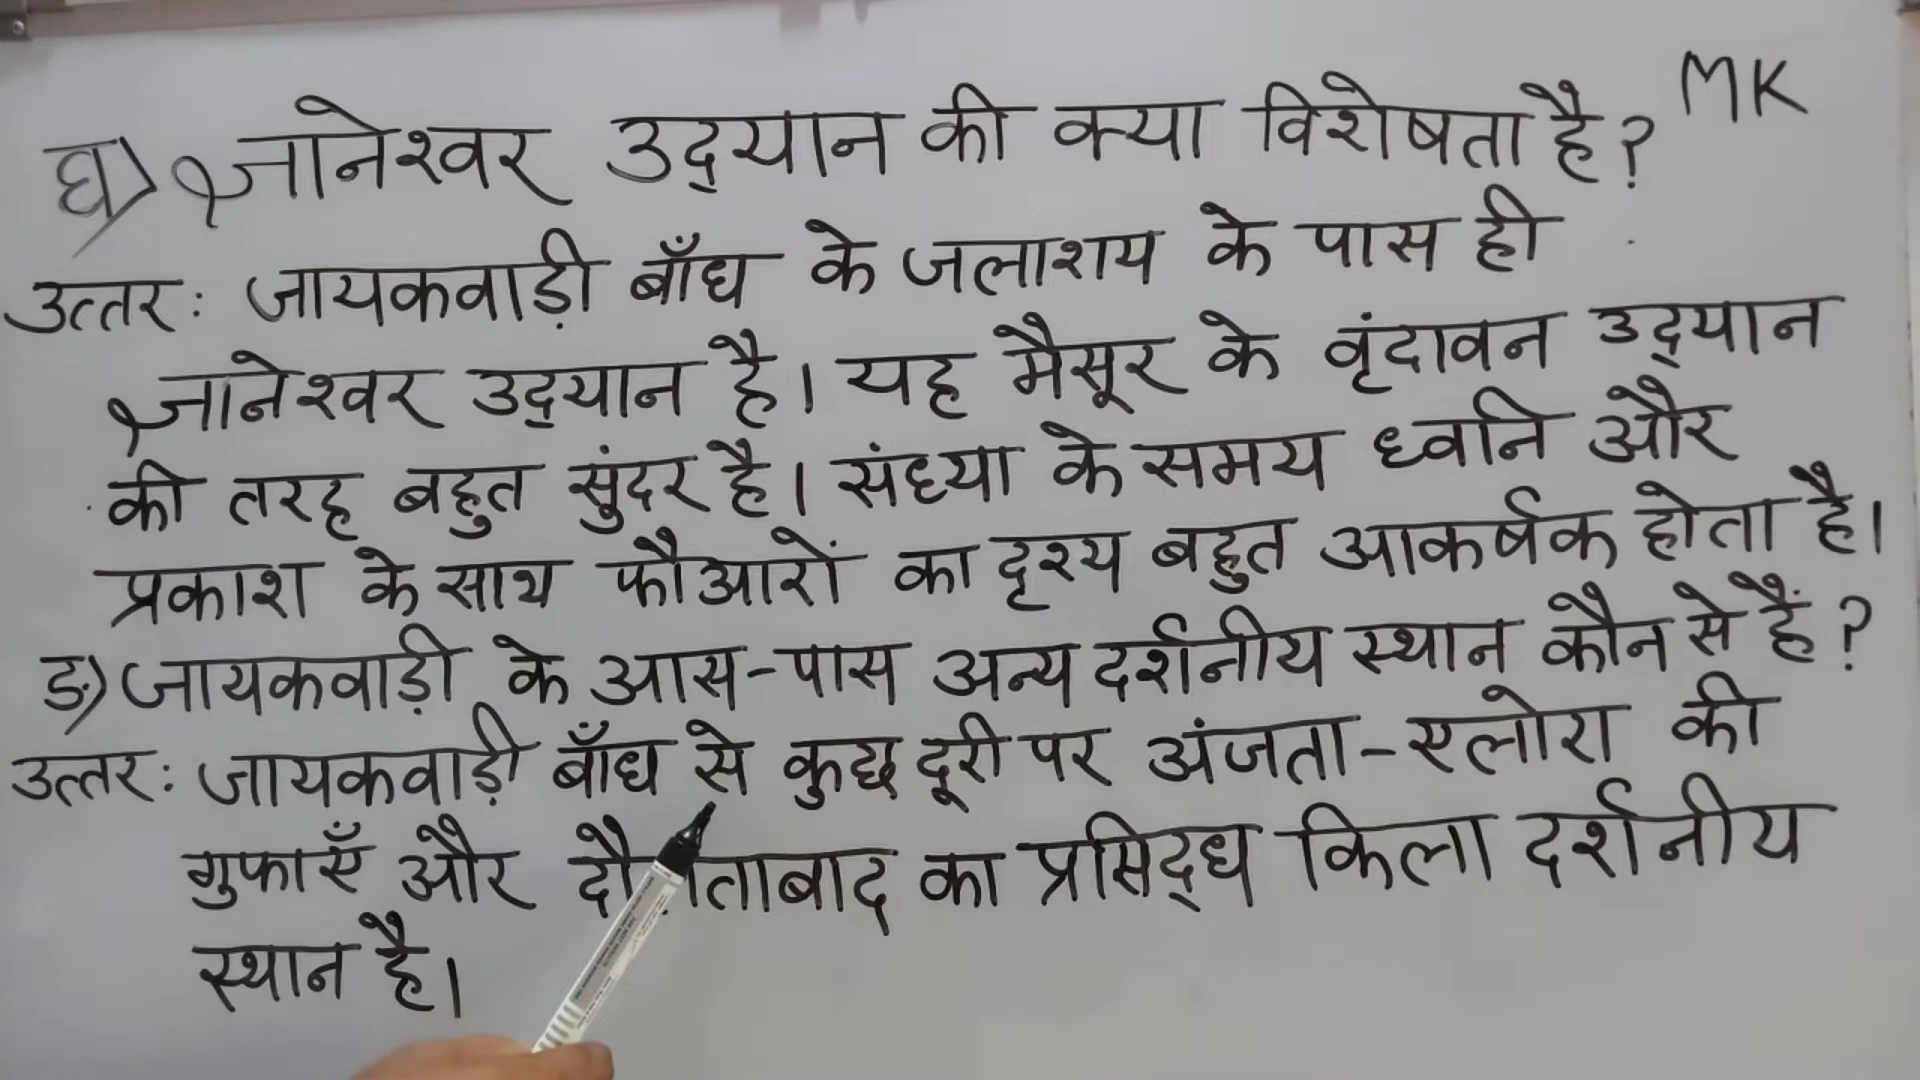 MK
घ) ज्ञानेश्वर उद्‌यान की क्या विशेषता है?
उत्तर: जायकवाड़ी बाँध के जलाशय के पास ही
ज्ञानेश्वर उद्‌यान है। यह मैसूर के वृंदावन उद्‌यान
की तरह बहुत सुंदर है। संध्या के समय ध्वनि और
प्रकाश के साथ फौआरों का दृश्य बहुत आकर्षक होता है।
ङ) जायकवाड़ी के आस-पास अन्य दर्शनीय स्थान कौन से हैं?
उत्तर: जायकवाड़ी बाँध से कुछ दूरी पर अंजता-एलोरा की
गुफाएँ और का प्रसिद्‌ध किला दर्शनीय
स्थान है।